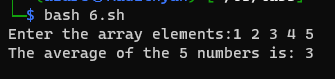 $ bash 6.sh
Enter the array elements:1 2 3 4 5
The average of the 5 numbers is: 3